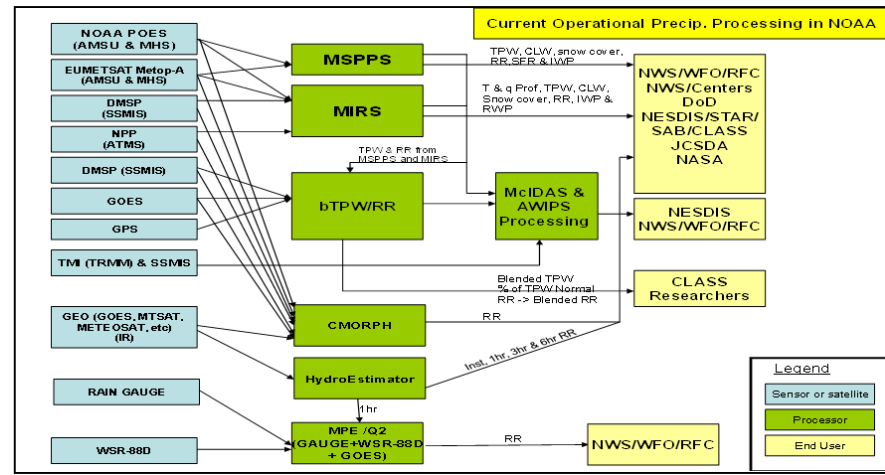 Current Operational Precip. Processing in NOAA
NOAA POES
(AMSU & MHS)
EUMETSAT Metop-A
(AMSU & MHS)
DMSP
(SSMIS)
NPP
(ATMS)
DMSP (SSMIS)
GOES
GPS
TMI (TRMM) & SSMIS
GEO (GOES, MTSAT,
METEOSAT, etc)
(IR)
RAIN GAUGE
WSR-88D
MSPPS
MIRS
TPW & RR from
MSPPS and MIRS
bTPW/RR
McIDAS &
AWIPS
Processing
CMORPH
HydroEstimator
1hr
MPE /Q2
(GAUGE+WSR-88D
+ GOES)
TPW, CLW, snow cover,
RR,SFR & IWP
T & q Prof, TPW, CLW,
Snow cover, RR, IWP &
RWP
Blended TPW
% of TPW Normal
RR -> Blended RR
RR
Inst, 1hr, 3hr & 6hr RR
RR
NWS/WFO/RFC
NWS/Centers
DoD
NESDIS/STAR/
SAB/CLASS
JCSDA
NASA
NESDIS
NWS/WFO/RFC
CLASS
Researchers
NWS/WFO/RFC
Legend
Sensor or satellite
Processor
End User